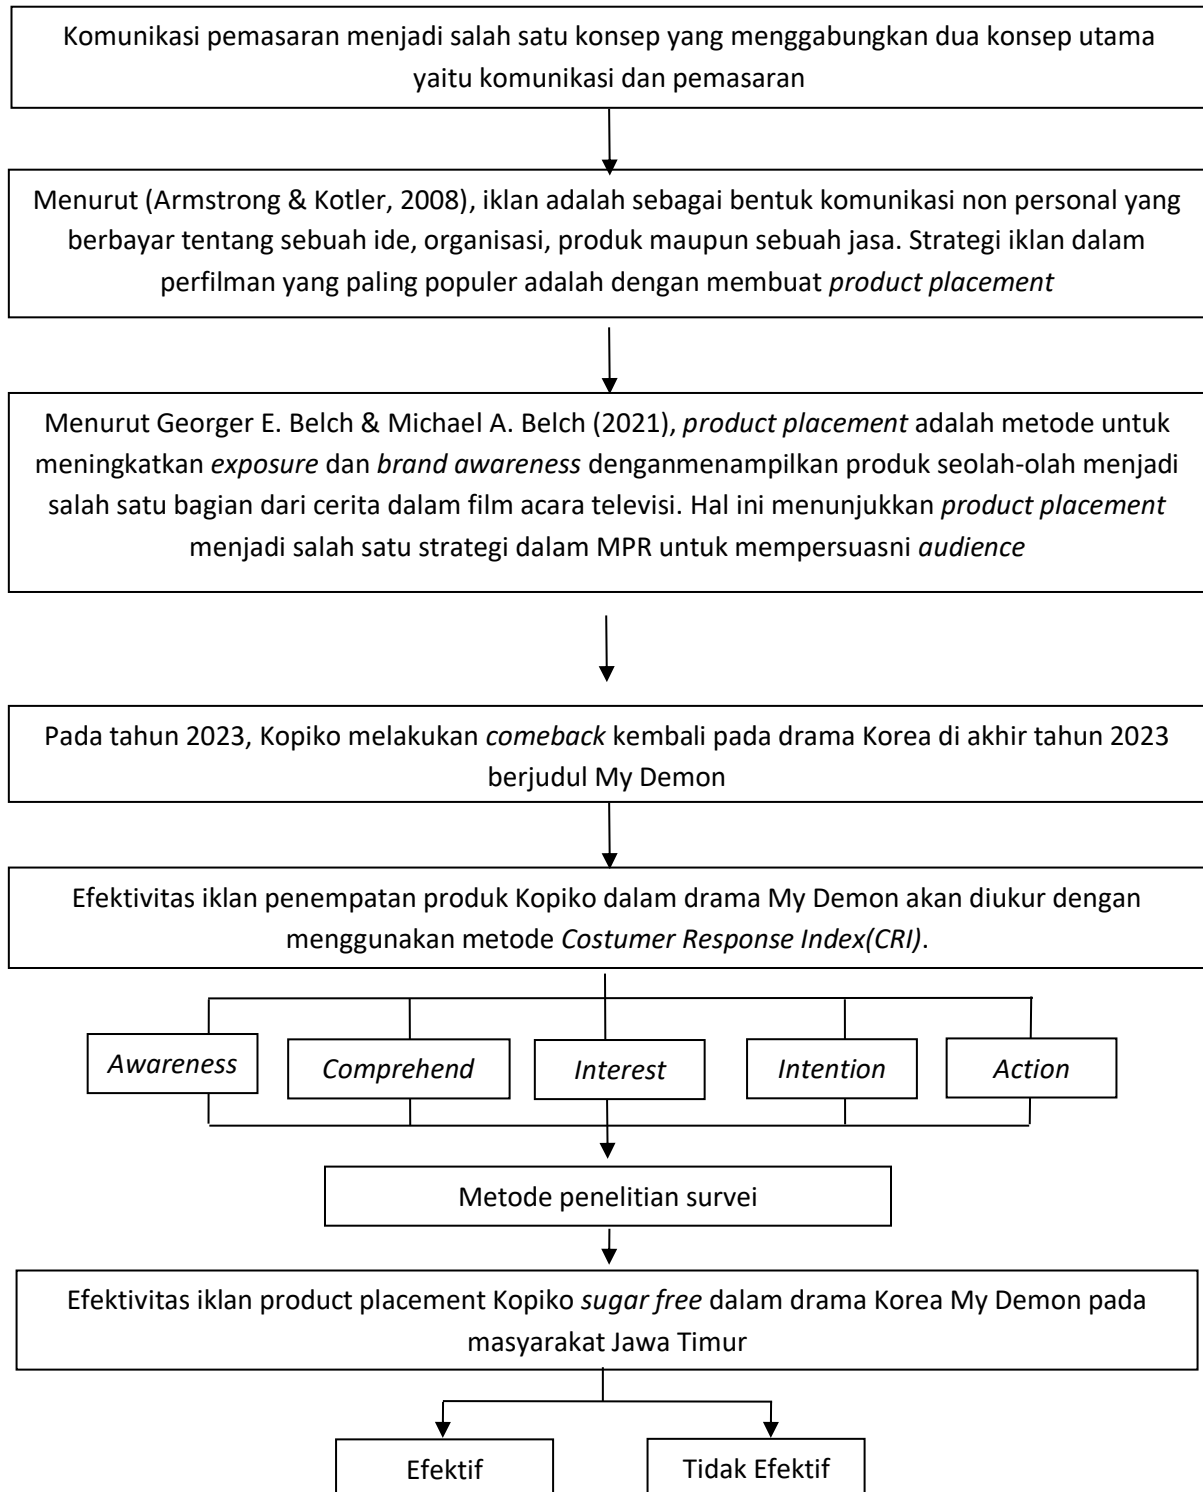 Komunikasi pemasaran menjadi salah satu konsep yang menggabungkan dua konsep utama
yaitu komunikasi dan pemasaran
Menurut (Armstrong & Kotler, 2008), iklan adalah sebagai bentuk komunikasi non personal yang
berbayar tentang sebuah ide, organisasi, produk maupun sebuah jasa. Strategi iklan dalam
perfilman yang paling populer adalah dengan membuat product placement
Menurut Georger E. Belch & Michael A. Belch (2021), product placement adalah metode untuk
meningkatkan exposure dan brand awareness denganmenampilkan produk seolah-olah menjadi
salah satu bagian dari cerita dalam film acara televisi. Hal ini menunjukkan product placement
menjadi salah satu strategi dalam MPR untuk mempersuasni audience
Pada tahun 2023, Kopiko melakukan comeback kembali pada drama Korea di akhir tahun 2023
berjudul My Demon
Efektivitas iklan penempatan produk Kopiko dalam drama My Demon akan diukur dengan
menggunakan metode Costumer Response Index(CRI).
Awareness
Comprehend
Interest
Intention
Action
Metode penelitian survei
Efektivitas iklan product placement Kopiko sugar free dalam drama Korea My Demon pada
masyarakat Jawa Timur
Efektif
Tidak Efektif